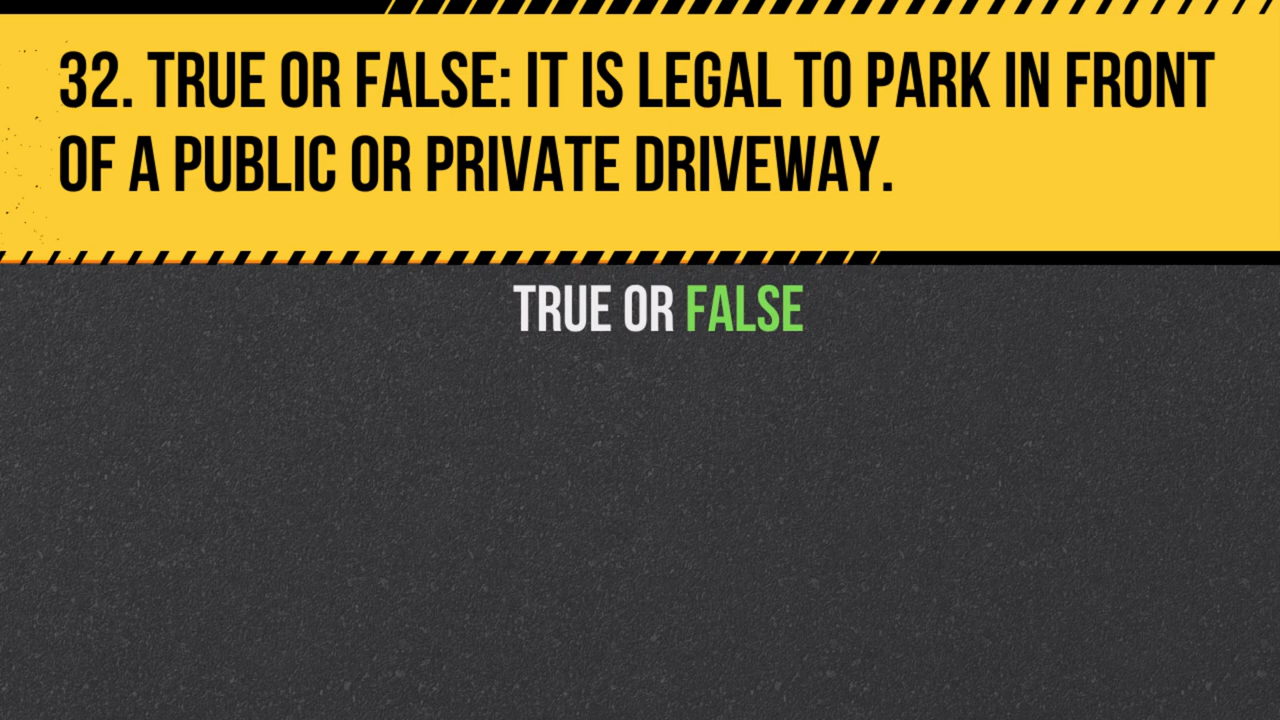 32. TRUE OR FALSE: IT IS LEGAL TO PARK IN FRONT
OF A PUBLIC OR PRIVATE DRIVEWAY.
TRUE OR FALSE